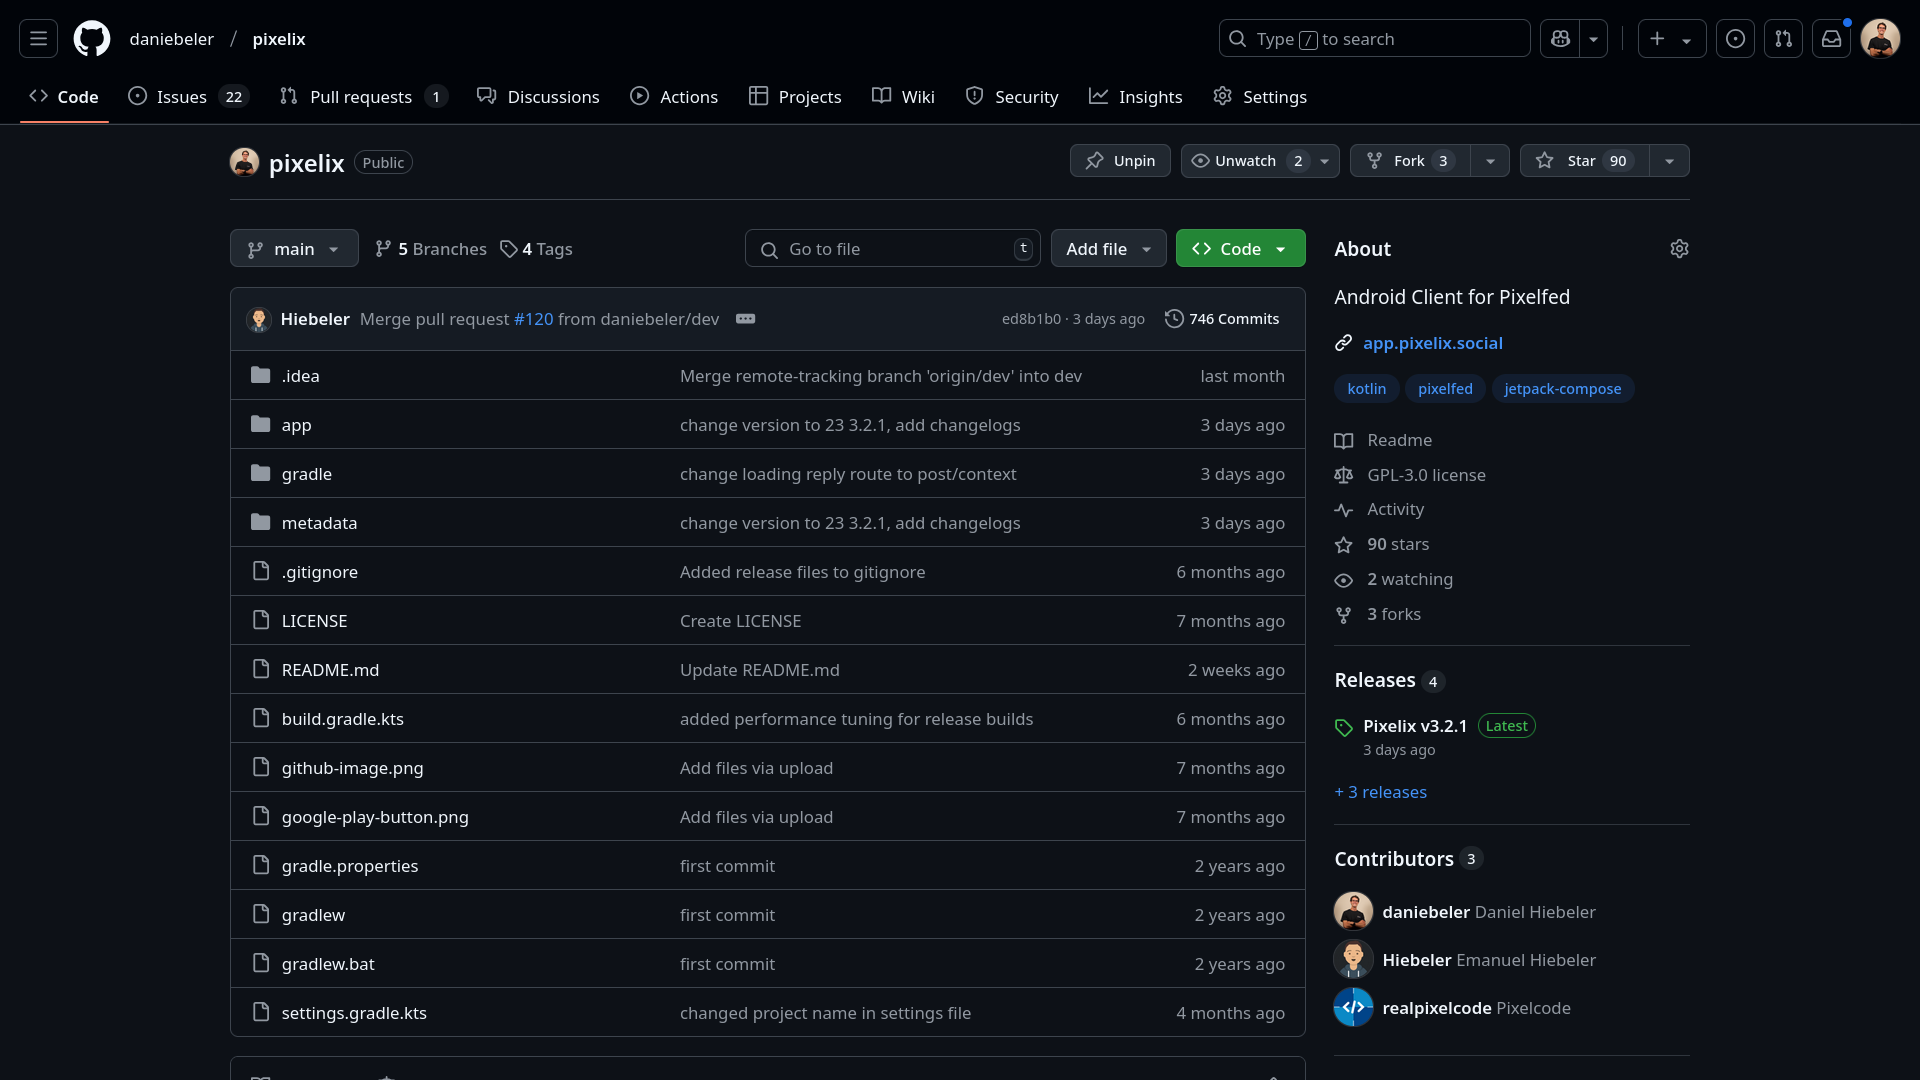 daniebeler / pixelix
Type / to search
Code
Issues 22
Pull requests 1
Discussions
Actions
Projects
Wiki
Security
Insights
Settings
pixelix Public
Unpin
Unwatch 2
Fork 3
Star 90
main
5 Branches
4 Tags
Go to file t
Add file
Code
Hiebeler Merge pull request #120 from daniebeler/dev
ed8b1b0 · 3 days ago
746 Commits
.idea Merge remote-tracking branch 'origin/dev' into dev last month
app change version to 23 3.2.1, add changelogs 3 days ago
gradle change loading reply route to post/context 3 days ago
metadata change version to 23 3.2.1, add changelogs 3 days ago
.gitignore Added release files to gitignore 6 months ago
LICENSE Create LICENSE 7 months ago
README.md Update README.md 2 weeks ago
build.gradle.kts added performance tuning for release builds 6 months ago
github-image.png Add files via upload 7 months ago
google-play-button.png Add files via upload 7 months ago
gradle.properties first commit 2 years ago
gradlew first commit 2 years ago
gradlew.bat first commit 2 years ago
settings.gradle.kts changed project name in settings file 4 months ago
About
Android Client for Pixelfed
app.pixelix.social
kotlin pixelfed jetpack-compose
Readme
GPL-3.0 license
Activity
90 stars
2 watching
3 forks
Releases 4
Pixelix v3.2.1 Latest
3 days ago
+ 3 releases
Contributors 3
daniebeler Daniel Hiebeler
Hiebeler Emanuel Hiebeler
realpixelcode Pixelcode